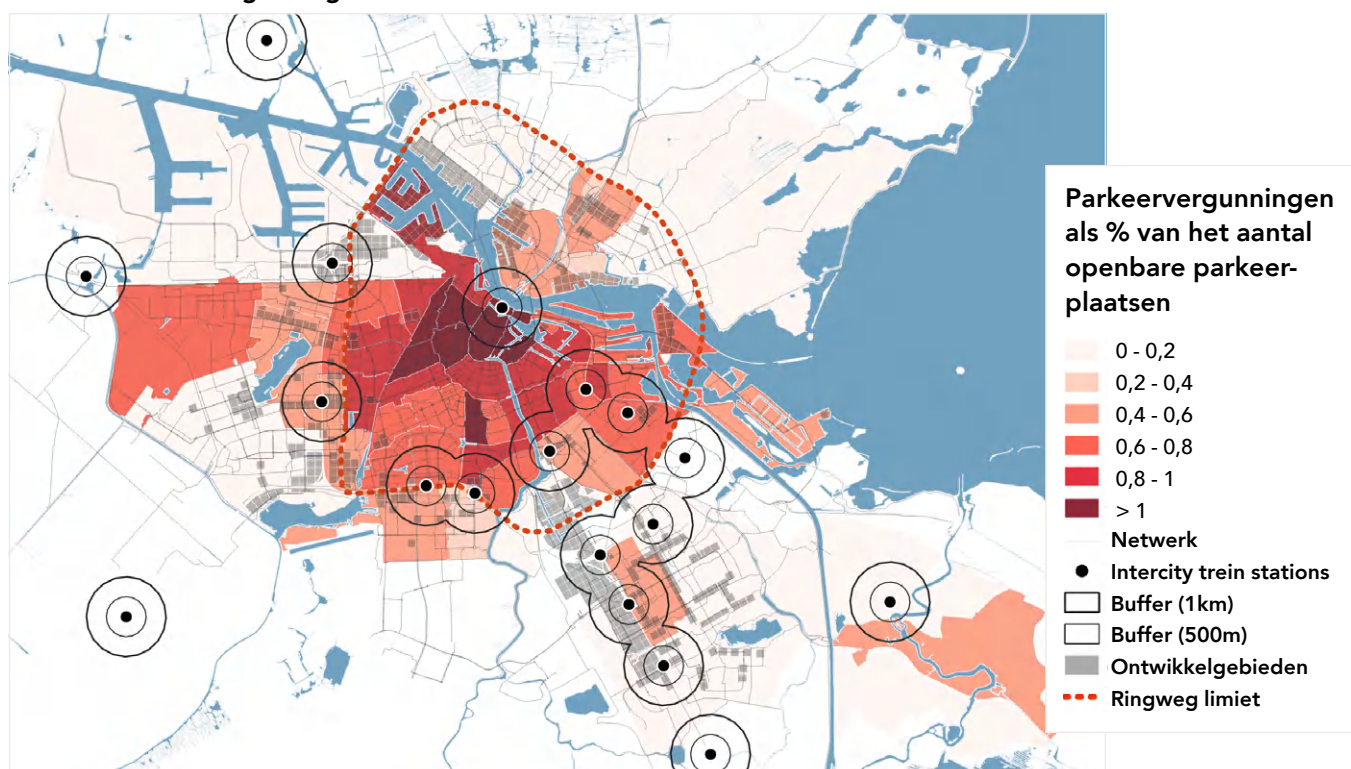 Parkeervergunningen
als % van het aantal
openbare parkeer-
plaatsen
0 - 0,2
0,2 - 0,4
0,4 - 0,6
0,6 - 0,8
0,8 - 1
> 1
Netwerk
Intercity trein stations
Buffer (1km)
Buffer (500m)
Ontwikkelgebieden
Ringweg limiet